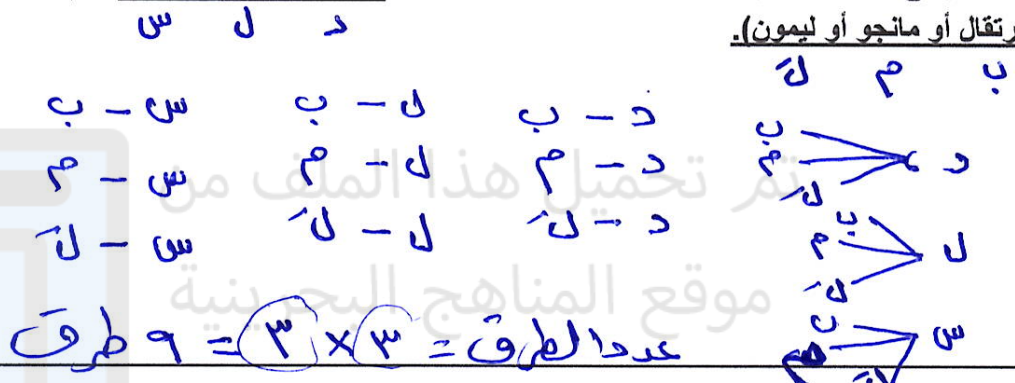 د ل س
رتقال أو مانجو أو ليمون).
ب م لَ
د - ب ل - ب س - ب
د - م ل - م س - م
د - لَ ل - لَ س - لَ
د ب م لَ
ل ب م لَ
س ب م لَ
تم تحميل هذا الملف من
موقع المناهج البحرينية
عدد الطرق = ٣ × ٣ = ٩ طرق